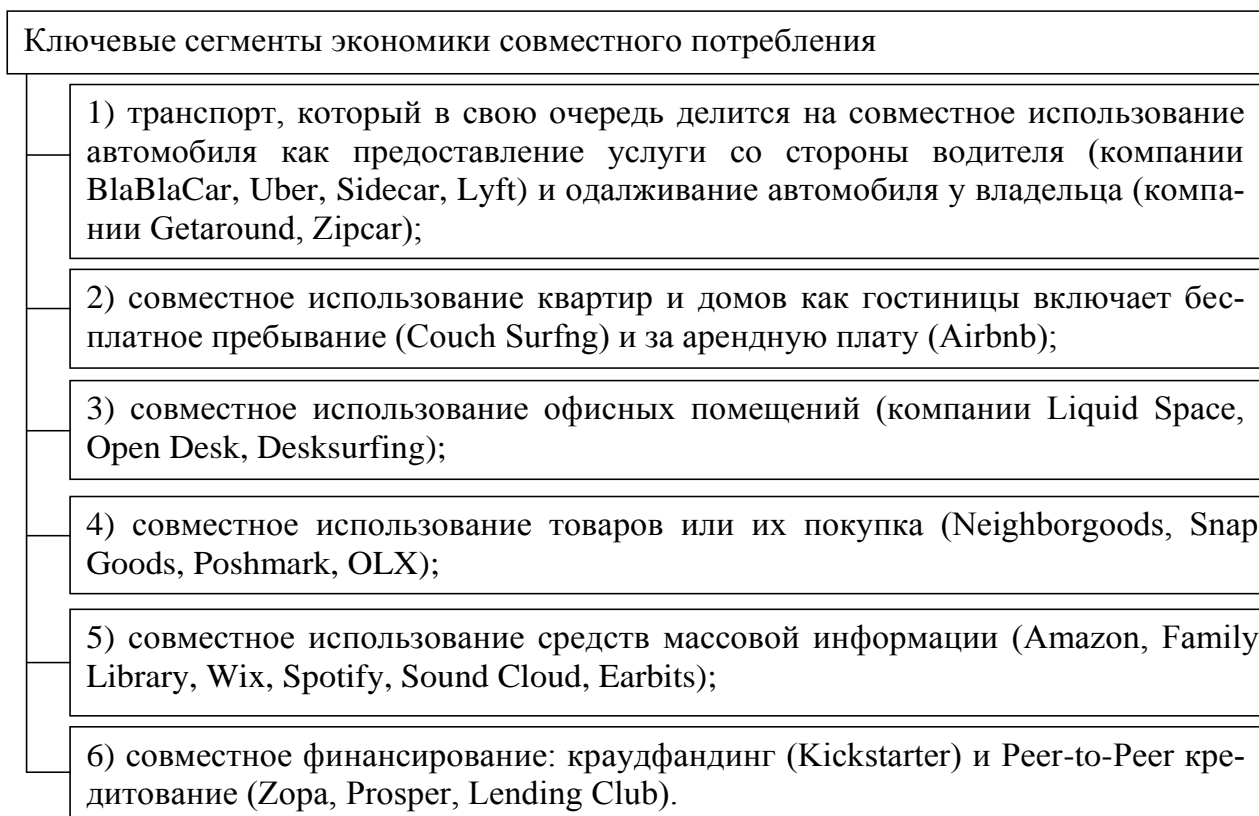 Ключевые сегменты экономики совместного потребления
1) транспорт, который в свою очередь делится на совместное использование
автомобиля как предоставление услуги со стороны водителя (компании
BlaBlaCar, Uber, Sidecar, Lyft) и одалживание автомобиля у владельца (компа-
нии Getaround, Zipcar);
2) совместное использование квартир и домов как гостиницы включает бес-
платное пребывание (Couch Surfng) и за арендную плату (Airbnb);
3) совместное использование офисных помещений (компании Liquid Space,
Open Desk, Desksurfing);
4) совместное использование товаров или их покупка (Neighborgoods, Snap
Goods, Poshmark, OLX);
5) совместное использование средств массовой информации (Amazon, Family
Library, Wix, Spotify, Sound Cloud, Earbits);
6) совместное финансирование: краудфандинг (Kickstarter) и Peer-to-Peer кре-
дитование (Zopa, Prosper, Lending Club).